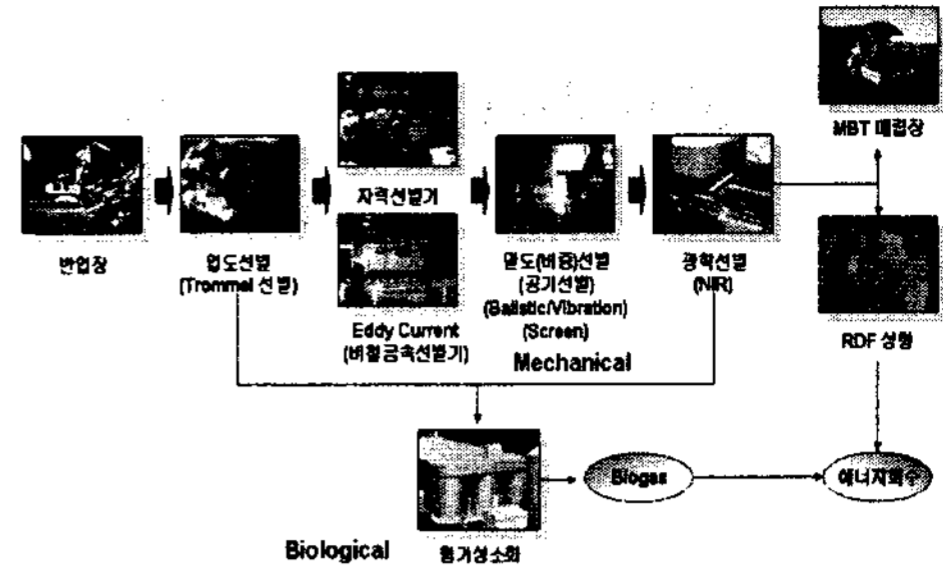 반입장
입도선별
(Trommel 선별)
자력선별기
Eddy Current
(비철금속선별기)
밀도(비중)선별
(공기선별)
(Balistic/Vibration)
(Screen)
광학선별
(NIR)
MBT 매립장
RDF 성형
Mechanical
Biological
혐기성소화
Biogas
에너지회수